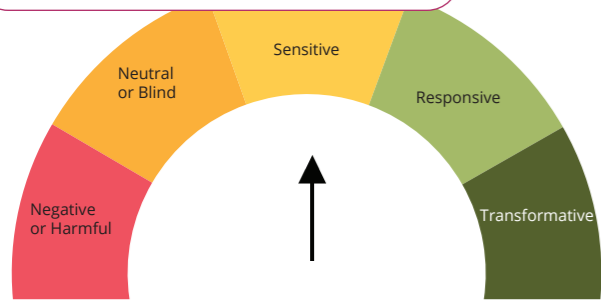 Negative
or Harmful
Neutral
or Blind
Sensitive
Responsive
Transformative